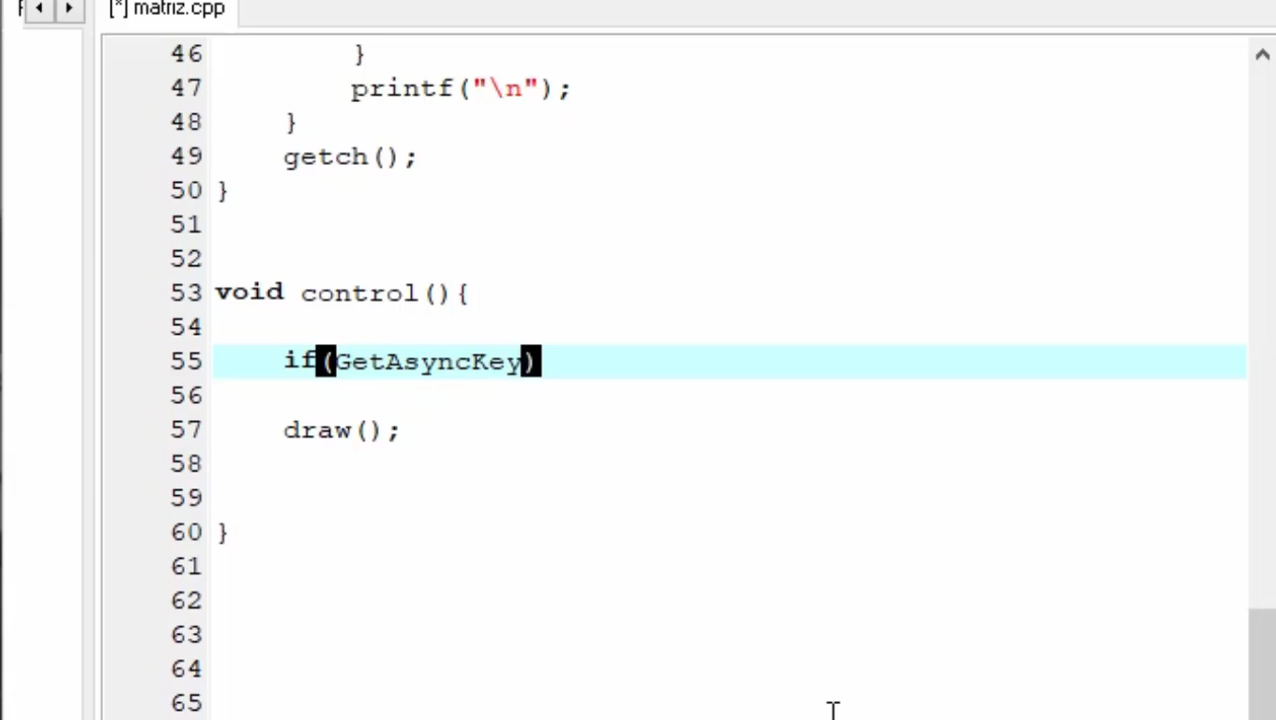 [*] matriz.cpp
46 }
47 printf("\n");
48 }
49 getch();
50 }
51
52
53 void control(){
54
55 if(GetAsyncKey)
56
57 draw();
58
59
60 }
61
62
63
64
65